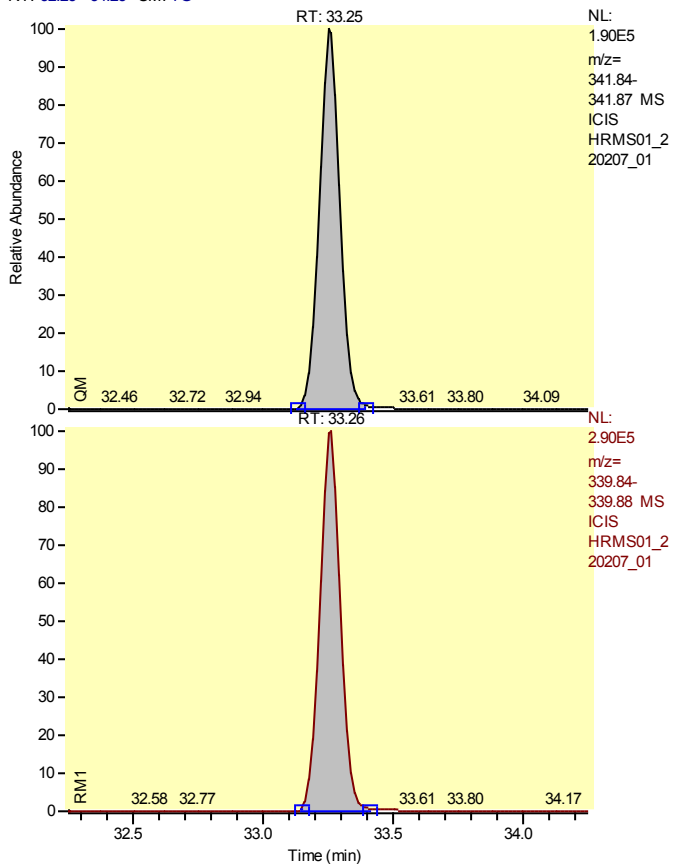 RT: 33.25
NL:
1.90E5
m/z=
341.84-
341.87 MS
ICIS
HRMS01_2
20207_01
100
90
80
70
60
50
40
30
20
10
0
Relative Abundance
QM
32.46 32.72 32.94 33.61 33.80 34.09
RT: 33.26
NL:
2.90E5
m/z=
339.84-
339.88 MS
ICIS
HRMS01_2
20207_01
100
90
80
70
60
50
40
30
20
10
0
RM1
32.58 32.77 33.61 33.80 34.17
32.5 33.0 33.5 34.0
Time (min)